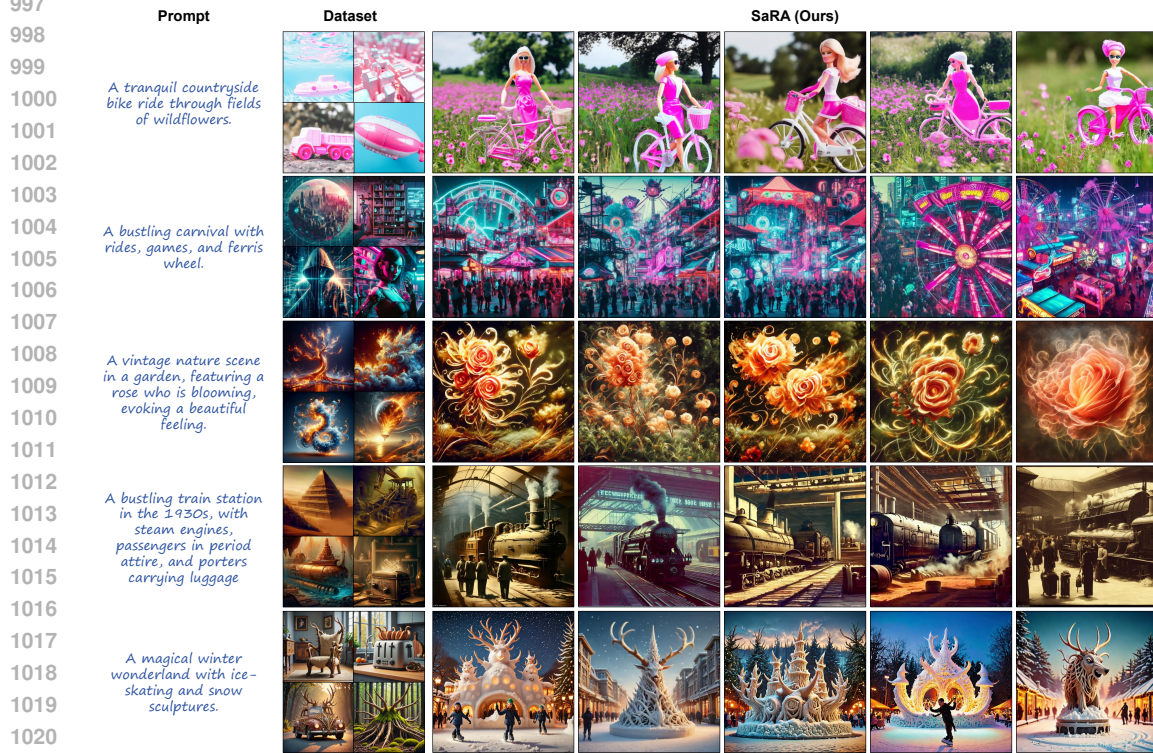 Prompt Dataset SaRA (Ours)
997
998
999
1000
1001
1002
1003
1004
1005
1006
1007
1008
1009
1010
1011
1012
1013
1014
1015
1016
1017
1018
1019
1020
A tranquil countryside
bike ride through fields
of wildflowers.
A bustling carnival with
rides, games, and ferris
wheel.
A vintage nature scene
in a garden, featuring a
rose who is blooming,
evoking a beautiful
feeling.
A bustling train station
in the 1930s, with
steam engines,
passengers in period
attire, and porters
carrying luggage
A magical winter
wonderland with ice-
skating and snow
sculptures.